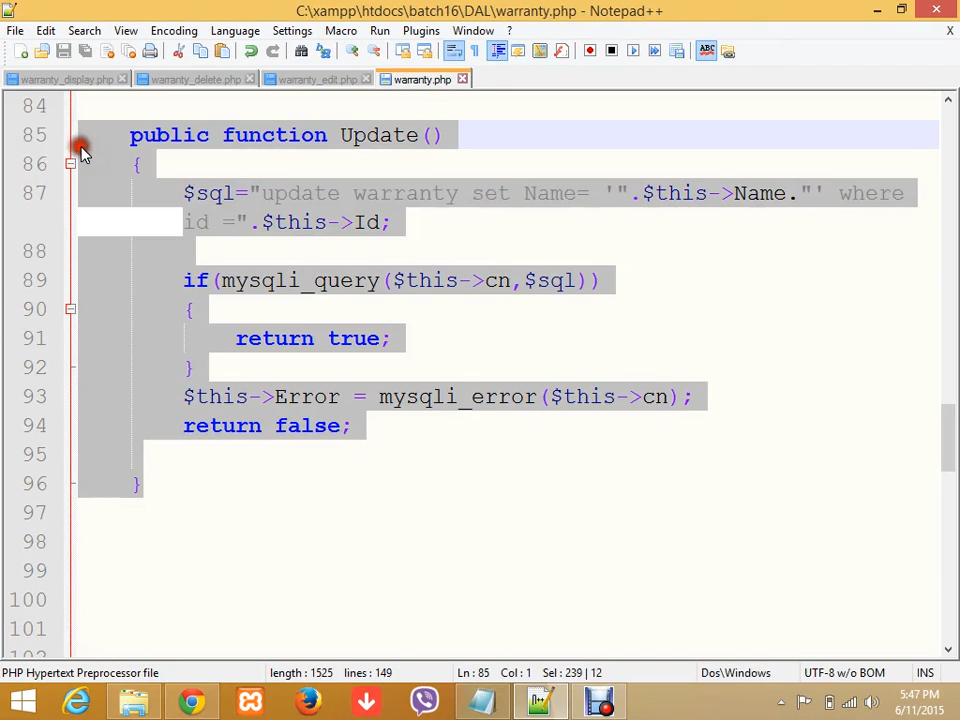 C:\xampp\htdocs\batch16\DAL\warranty.php - Notepad++
File Edit Search View Encoding Language Settings Macro Run Plugins Window ? X
warranty_display.php warranty_delete.php warranty_edit.php warranty.php
84
85 public function Update()
86 {
87 $sql="update warranty set Name= '".$this->Name."' where
id =".$this->Id;
88
89 if(mysqli_query($this->cn,$sql))
90 {
91 return true;
92 }
93 $this->Error = mysqli_error($this->cn);
94 return false;
95
96 }
97
98
99
100
101
PHP Hypertext Preprocessor file length : 1525 lines : 149 Ln : 85 Col : 1 Sel : 239 | 12 Dos\Windows UTF-8 w/o BOM INS
5:47 PM
6/11/2015